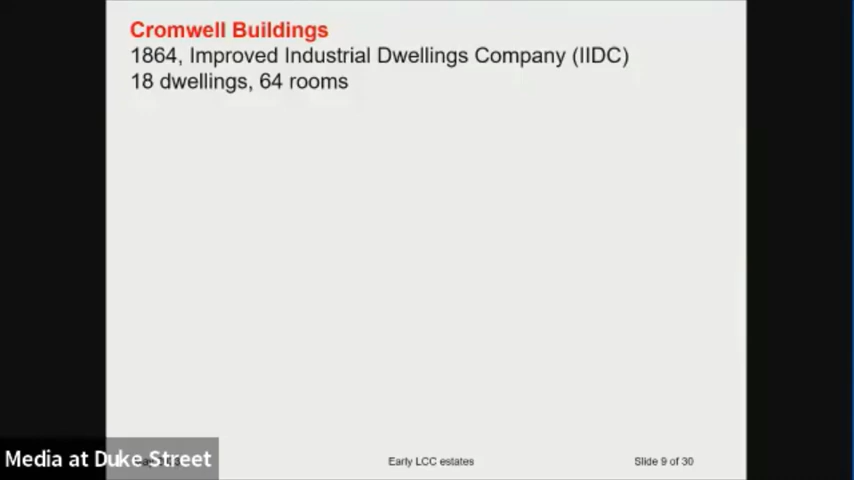 Cromwell Buildings
1864, Improved Industrial Dwellings Company (IIDC)
18 dwellings, 64 rooms
Media at Duke Street
Early LCC estates
Slide 9 of 30